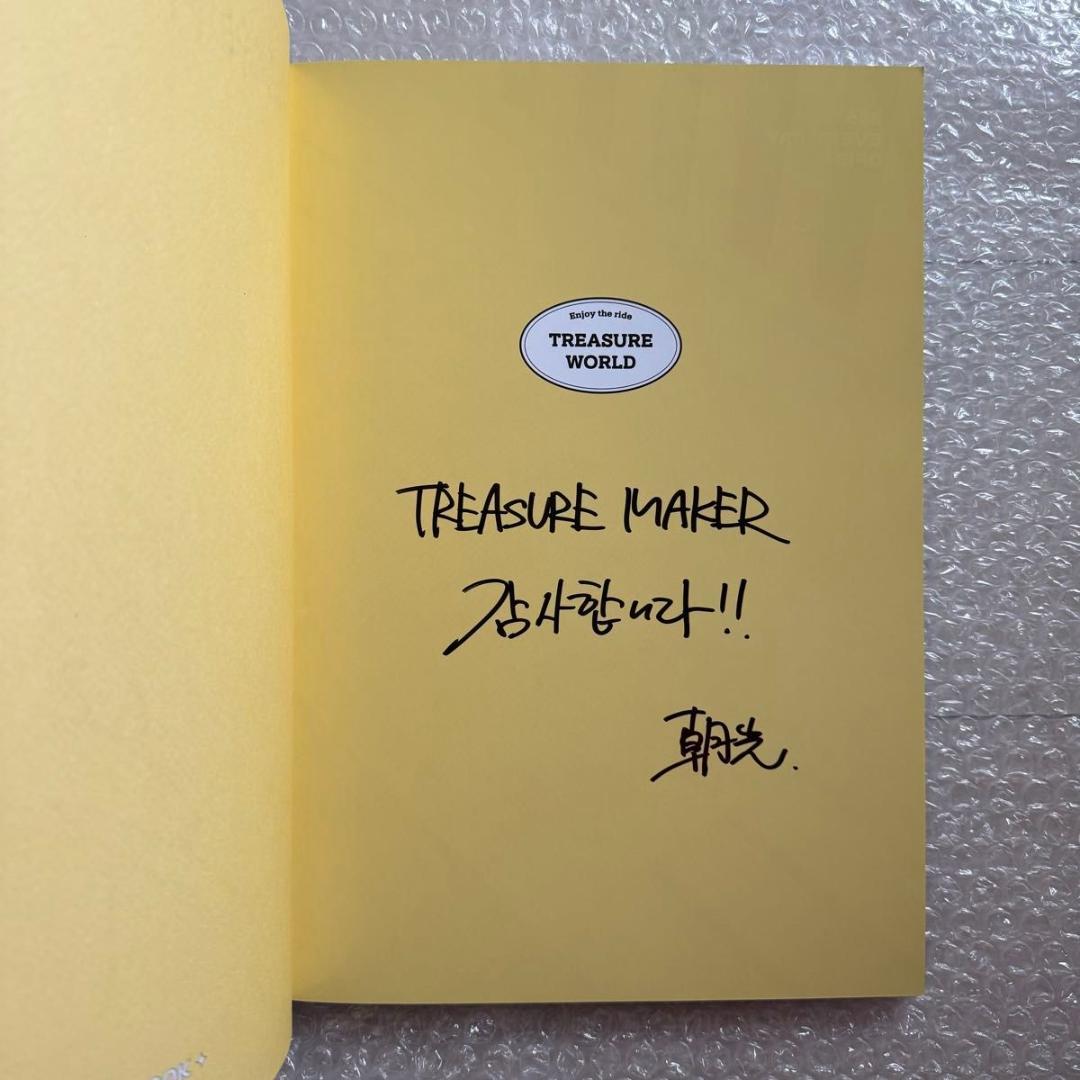 Enjoy the ride
TREASURE
WORLD
TREASURE MAKER
감사합니다!!
朝光.